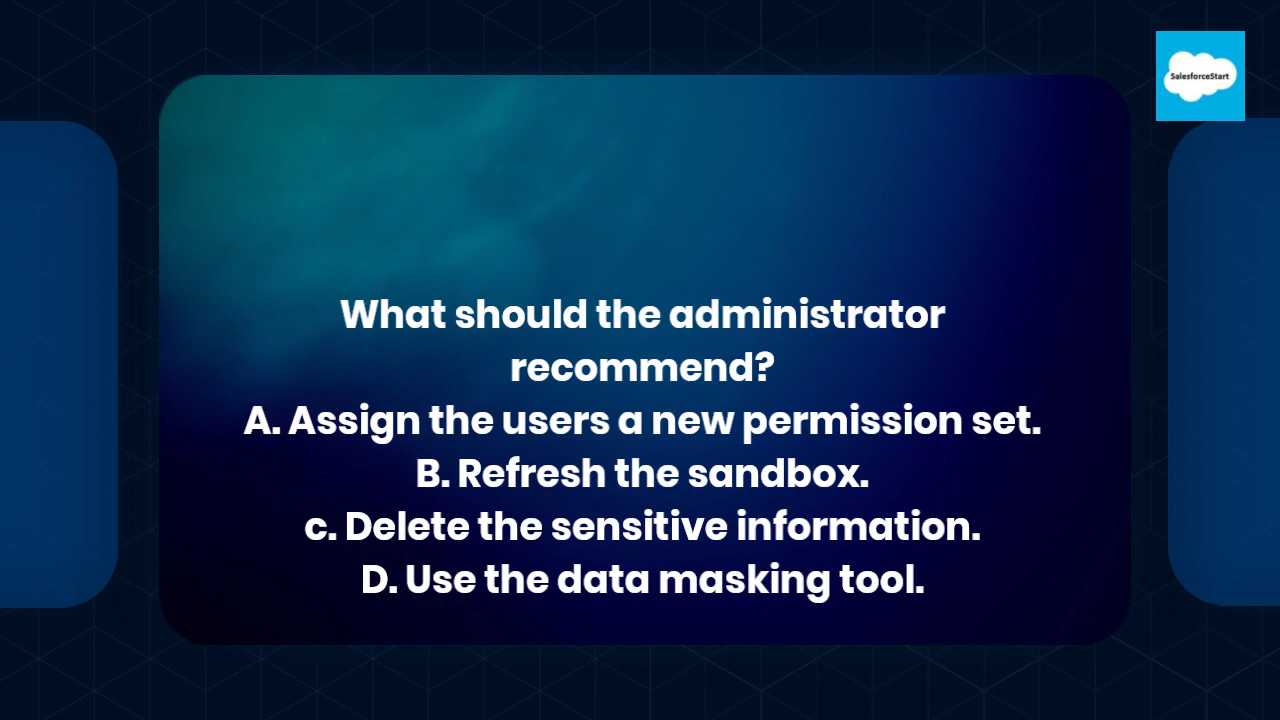 SalesforceStart
What should the administrator
recommend?
A. Assign the users a new permission set.
B. Refresh the sandbox.
c. Delete the sensitive information.
D. Use the data masking tool.